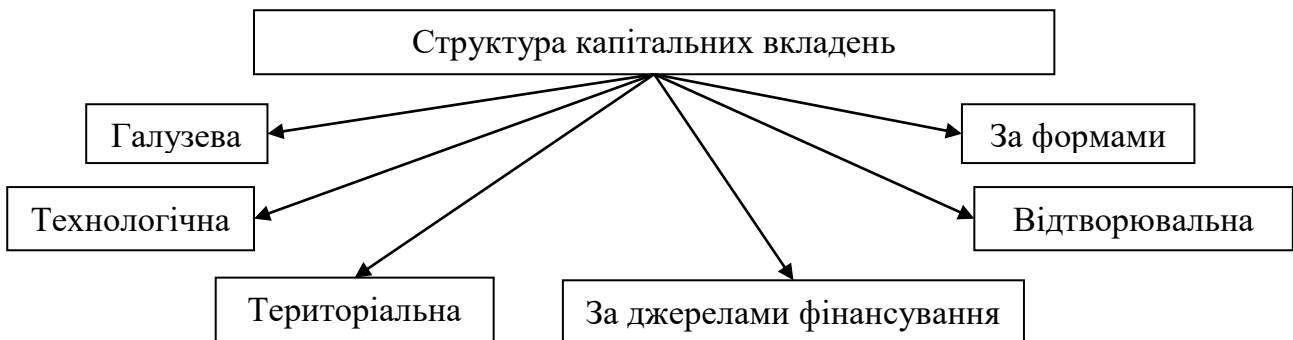 Структура капітальних вкладень
Галузева
За формами
Технологічна
Відтворювальна
Територіальна
За джерелами фінансування